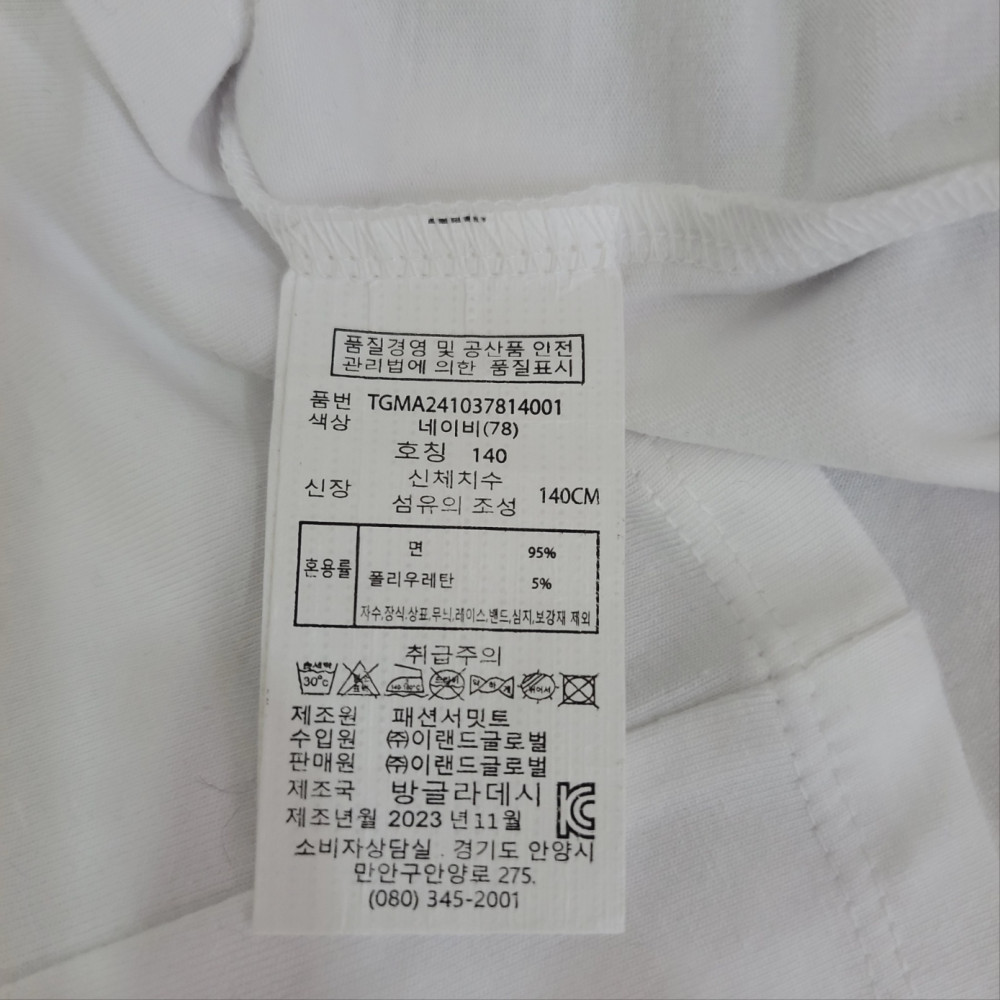 품질경영 및 공산품 안전
관리법에 의한 품질표시
품번 TGMA241037814001
색상 네이비(78)
호칭 140
신체치수
신장 140CM
섬유의 조성
혼용률
면 95%
폴리우레탄 5%
자수,장식,상표,무늬,레이스,밴드,심지,보강재 제외
취급주의
30°c
제조원 패션서밋트
수입원 ㈜이랜드글로벌
판매원 ㈜이랜드글로벌
제조국 방글라데시
제조년월 2023 년 11 월
소비자상담실 . 경기도 안양시
만안구안양로 275.
(080) 345-2001